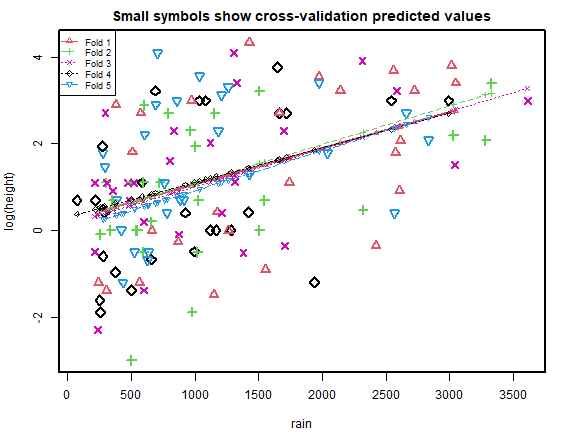 Small symbols show cross-validation predicted values
Fold 1
Fold 2
Fold 3
Fold 4
Fold 5
log(height)
4
2
0
-2
0 500 1000 1500 2000 2500 3000 3500
rain